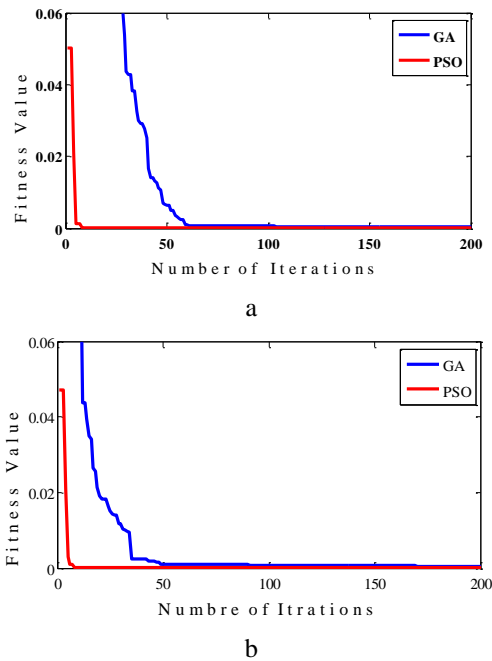 0.06
0.04
0.02
0
Fitness Value
GA
PSO
0 50 100 150 200
Number of Iterations
a
0.06
0.04
0.02
0
Fitness Value
GA
PSO
0 50 100 150 200
Numbre of Itrations
b